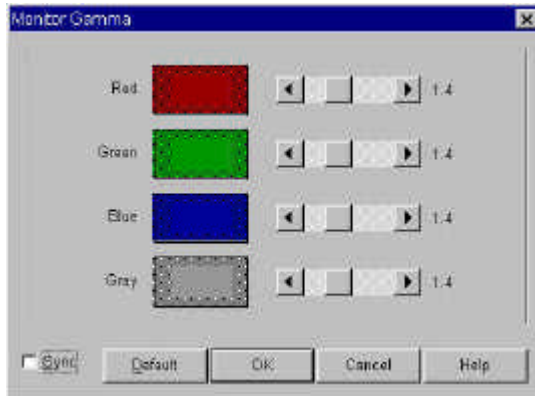 Monitor Gamma
Red 1.4
Green 1.4
Blue 1.4
Gray 1.4
Sync Default OK Cancel Help